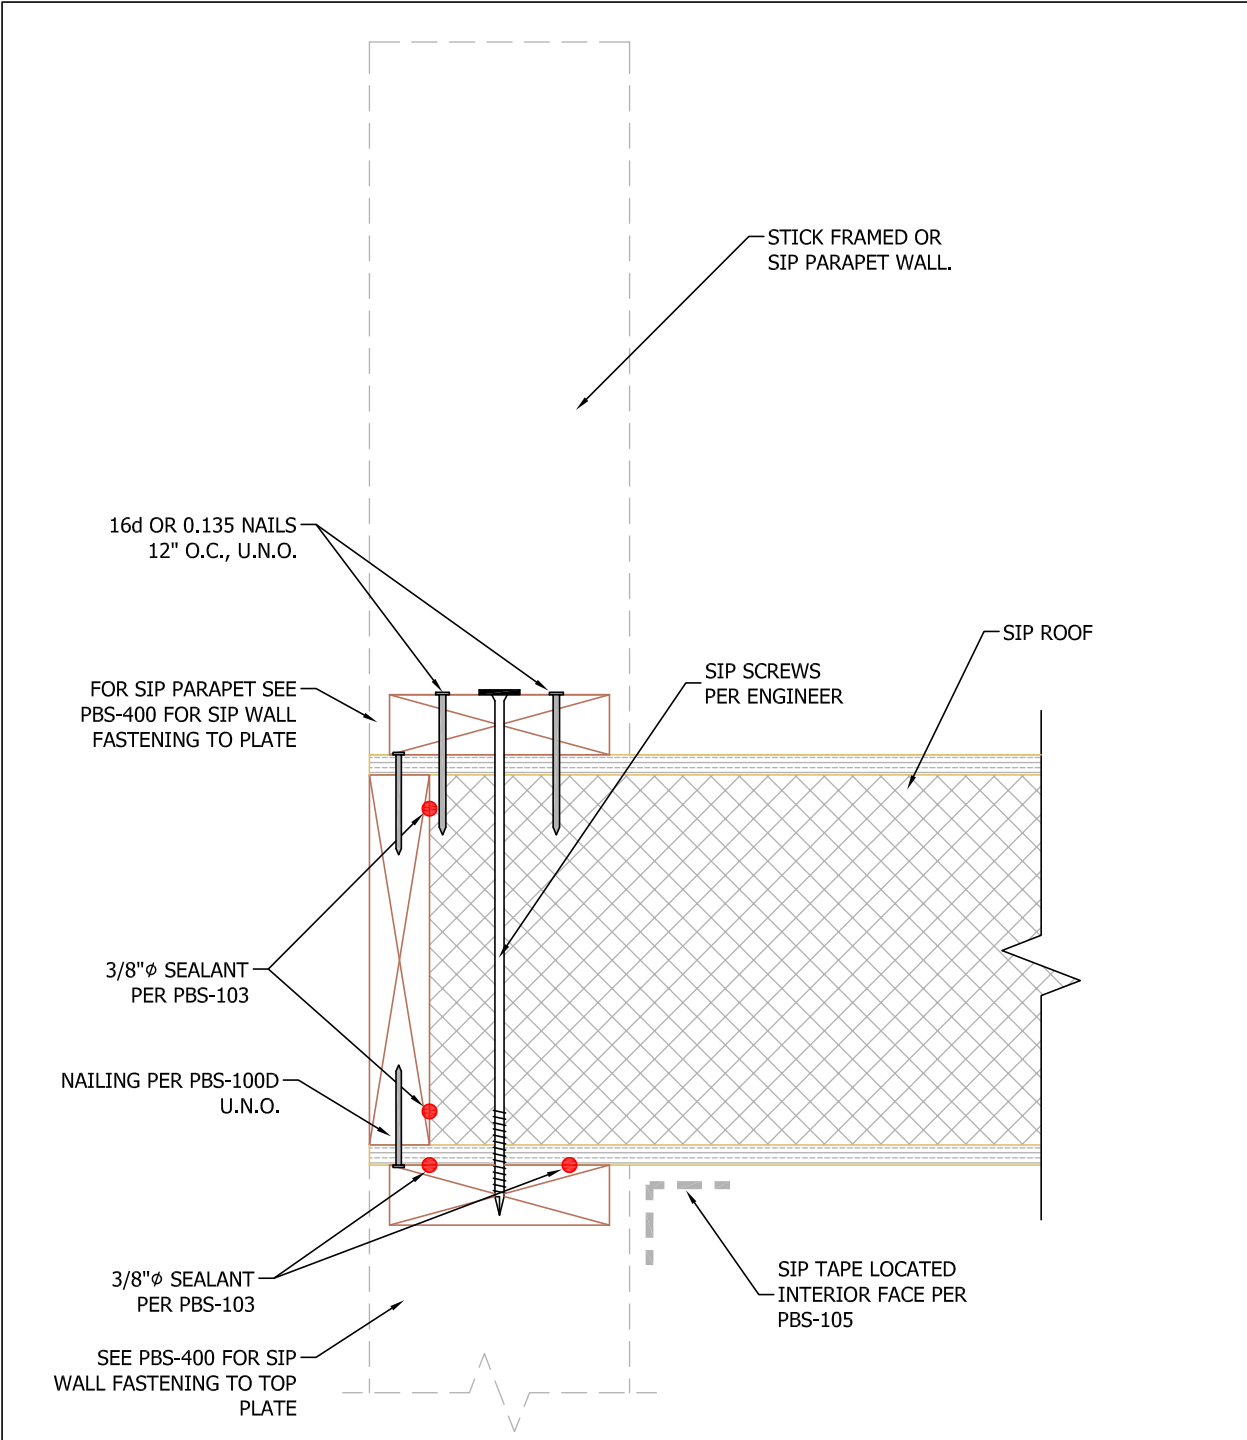 STICK FRAMED OR
SIP PARAPET WALL.
16d OR 0.135 NAILS
12" O.C., U.N.O.
SIP ROOF
SIP SCREWS
PER ENGINEER
FOR SIP PARAPET SEE
PBS-400 FOR SIP WALL
FASTENING TO PLATE
3/8"⌀ SEALANT
PER PBS-103
NAILING PER PBS-100D
U.N.O.
3/8"⌀ SEALANT
PER PBS-103
SIP TAPE LOCATED
INTERIOR FACE PER
PBS-105
SEE PBS-400 FOR SIP
WALL FASTENING TO TOP
PLATE